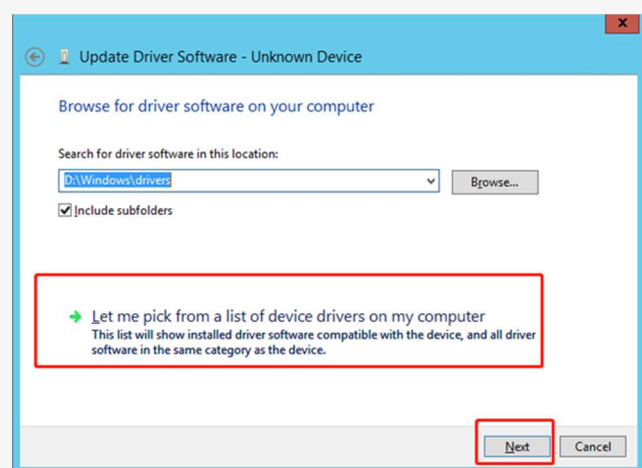 x
Update Driver Software - Unknown Device
Browse for driver software on your computer
Search for driver software in this location:
D:\Windows\drivers
Browse...
Include subfolders
Let me pick from a list of device drivers on my computer
This list will show installed driver software compatible with the device, and all driver
software in the same category as the device.
Next
Cancel